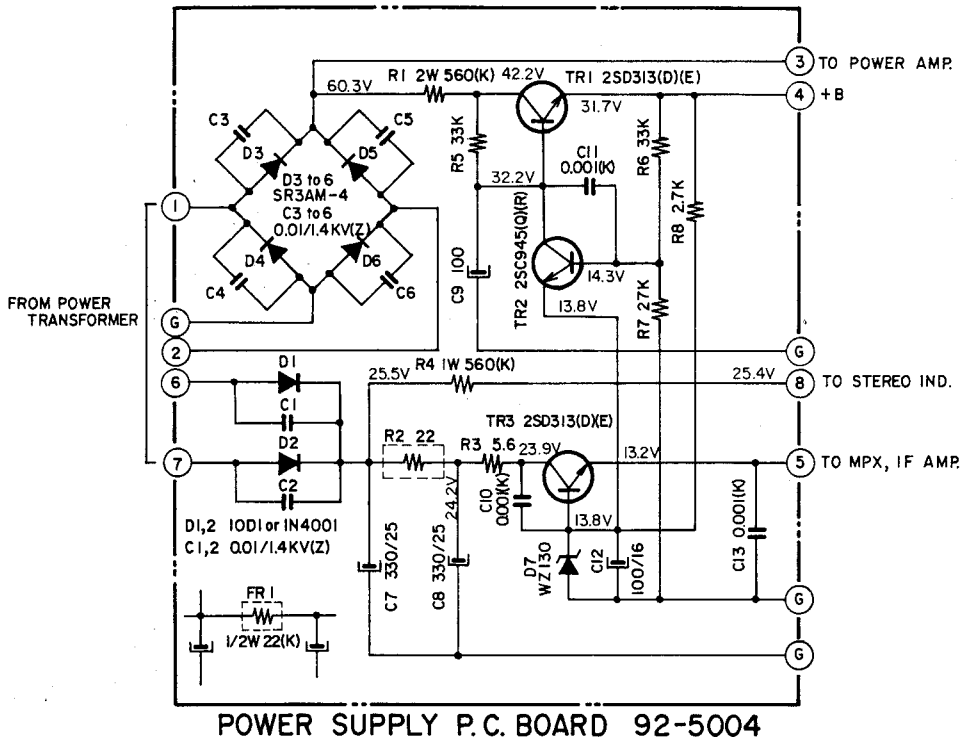 3 TO POWER AMP.
R1 2W 560(K) 42.2V TR1 2SD313(D)(E)
60.3V 31.7V 4 +B
C3 C5
D3 D5
D3 to 6
SR3AM-4
C3 to 6
0.01/1.4KV(Z)
D4 D6
C4 C6
R5 33K
C11
0.001(K)
R6 33K
R8 2.7K
32.2V
C9 100
TR2 2SC945(Q)(R)
14.3V
13.8V
R7 27K
1
FROM POWER
TRANSFORMER
G
2
6
7
G
R4 1W 560(K)
25.5V 25.4V 8 TO STEREO IND.
D1
C1
D2
C2
TR3 2SD313(D)(E)
R2 22 R3 5.6 23.9V 13.2V 5 TO MPX, IF AMP.
24.2V
C10
0.001(K)
13.8V
D1,2 10D1 or 1N4001
C1,2 0.01/1.4KV(Z)
C7 330/25
C8 330/25
D7
WZ130
C12
100/16
C13 0.001(K)
G
FR1
1/2W 22(K)
G
POWER SUPPLY P.C. BOARD 92-5004